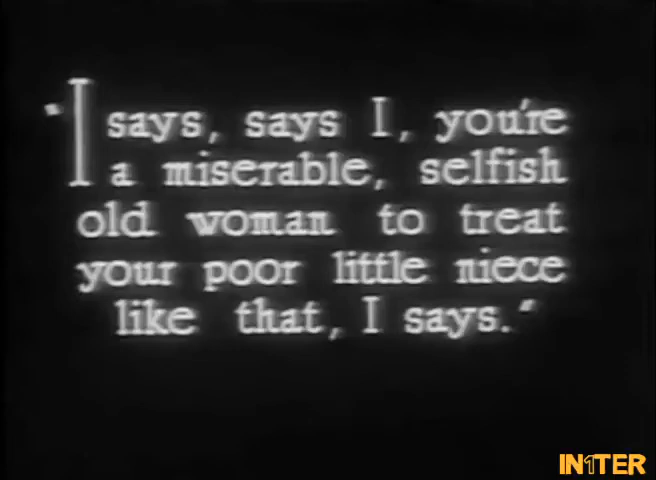 "I says, says I, you're
a miserable, selfish
old woman to treat
your poor little niece
like that, I says."
IN1TER